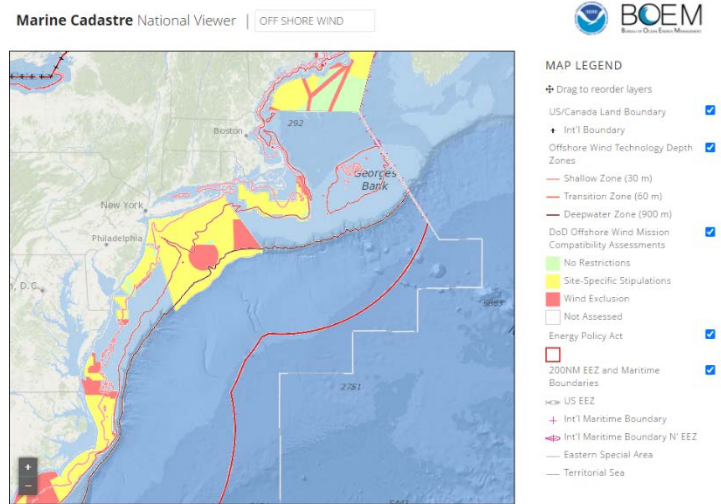 Marine Cadastre National Viewer | OFF SHORE WIND
NOAA
BOEM
BUREAU OF OCEAN ENERGY MANAGEMENT
Boston
292
Georges
Bank
New York
Philadelphia
D.C.
2761
+
−
MAP LEGEND
Drag to reorder layers
US/Canada Land Boundary
Int'l Boundary
Offshore Wind Technology Depth
Zones
Shallow Zone (30 m)
Transition Zone (60 m)
Deepwater Zone (900 m)
DoD Offshore Wind Mission
Compatibility Assessments
No Restrictions
Site-Specific Stipulations
Wind Exclusion
Not Assessed
Energy Policy Act
200NM EEZ and Maritime
Boundaries
US EEZ
Int'l Maritime Boundary
Int'l Maritime Boundary N' EEZ
Eastern Special Area
Territorial Sea